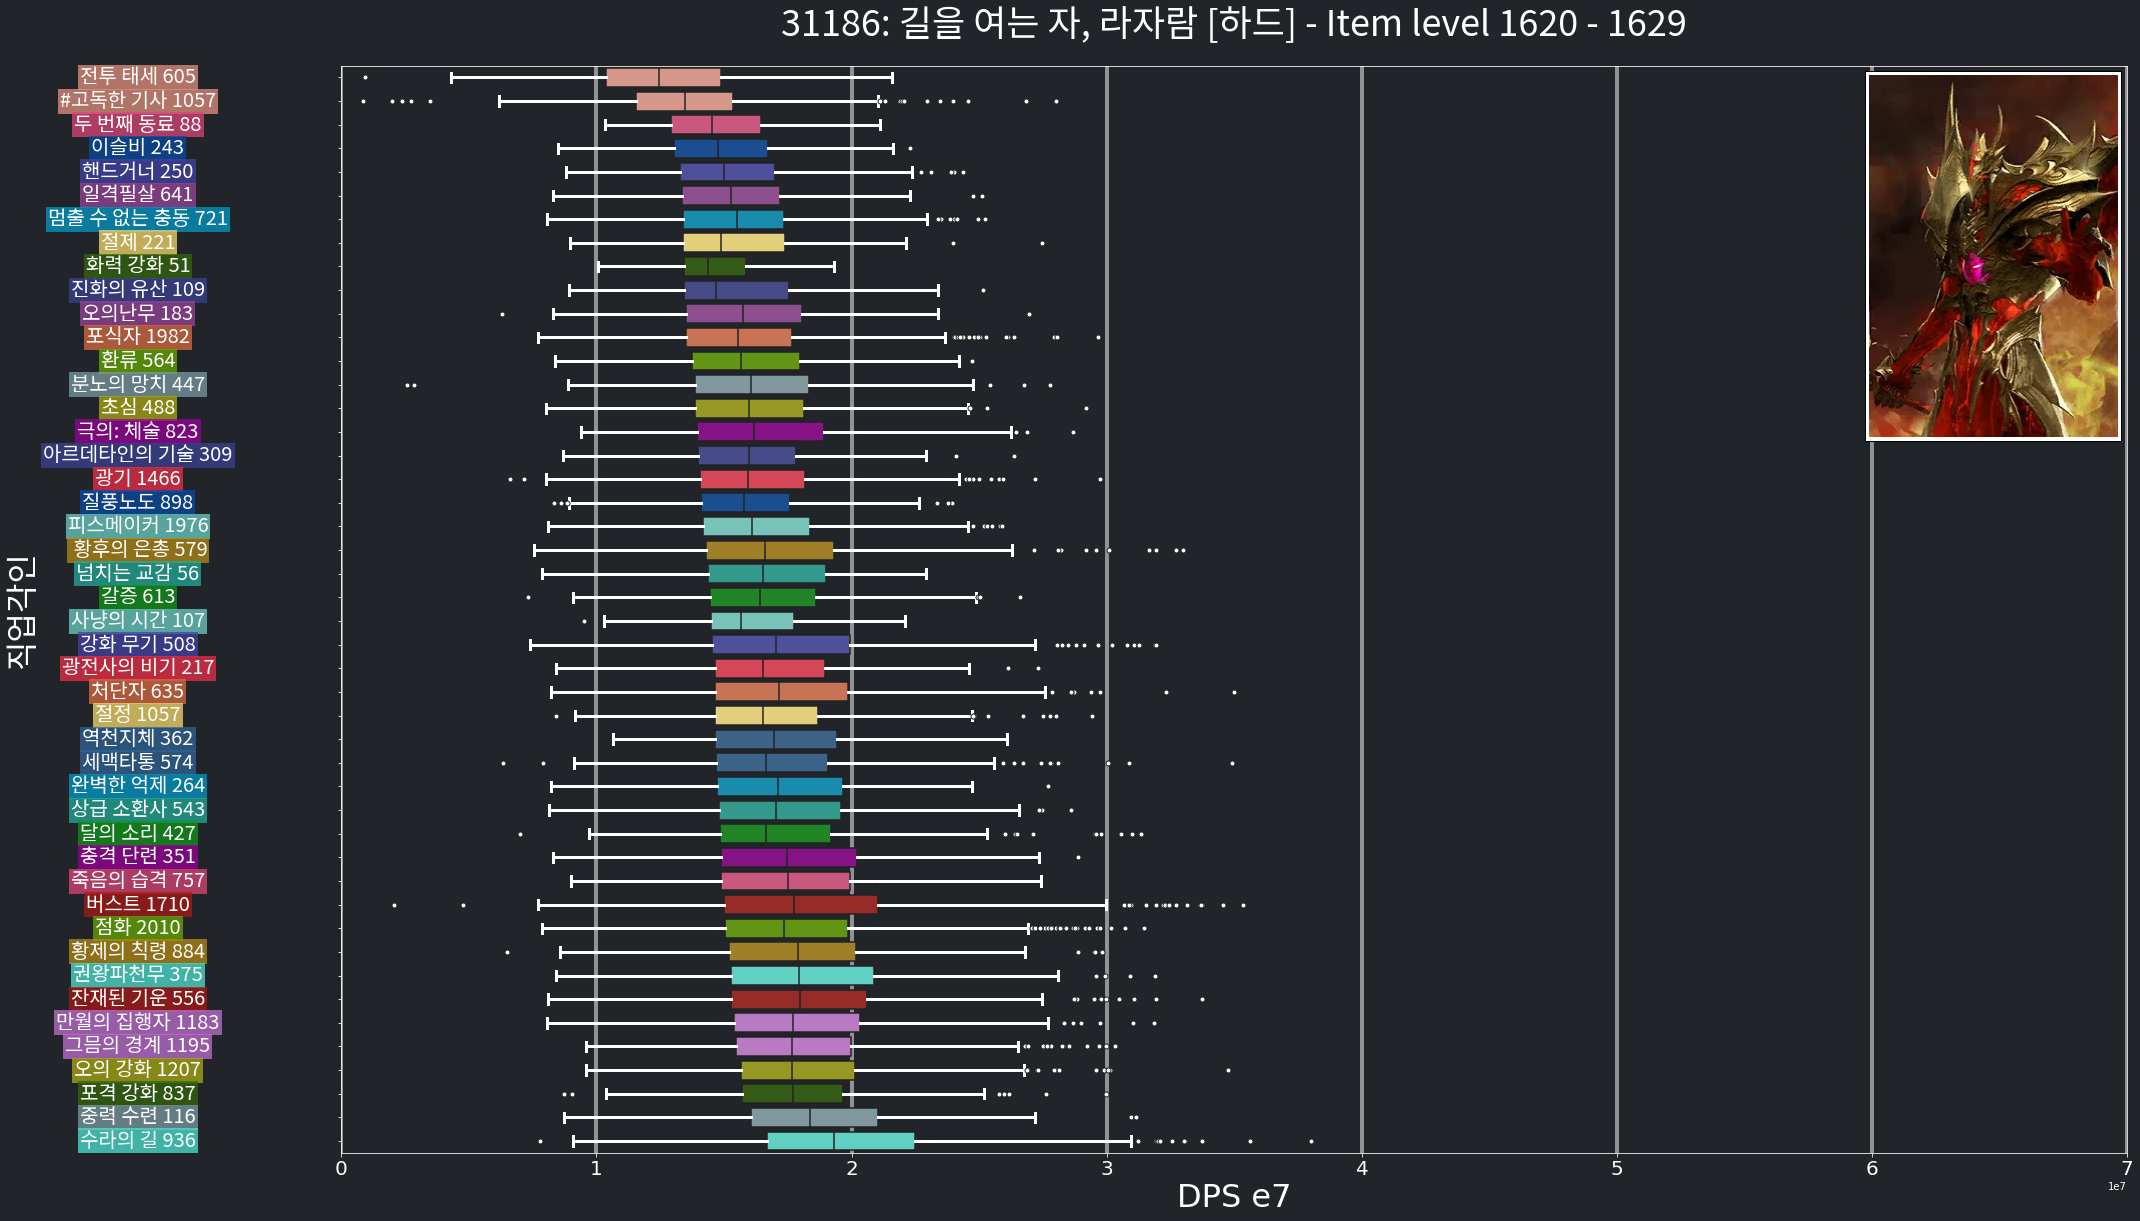 31186: 길을 여는 자, 라자람 [하드] - Item level 1620 - 1629
전투 태세 605
#고독한 기사 1057
두 번째 동료 88
이슬비 243
핸드거너 250
일격필살 641
멈출 수 없는 충동 721
절제 221
화력 강화 51
진화의 유산 109
오의난무 183
포식자 1982
환류 564
분노의 망치 447
초심 488
극의: 체술 823
아르데타인의 기술 309
광기 1466
질풍노도 898
피스메이커 1976
황후의 은총 579
넘치는 교감 56
갈증 613
사냥의 시간 107
강화 무기 508
광전사의 비기 217
처단자 635
절정 1057
역천지체 362
세맥타통 574
완벽한 억제 264
상급 소환사 543
달의 소리 427
충격 단련 351
죽음의 습격 757
버스트 1710
점화 2010
황제의 칙령 884
권왕파천무 375
잔재된 기운 556
만월의 집행자 1183
그믐의 경계 1195
오의 강화 1207
포격 강화 837
중력 수련 116
수라의 길 936
직업각인
0 1 2 3 4 5 6 7
DPS e7
1e7